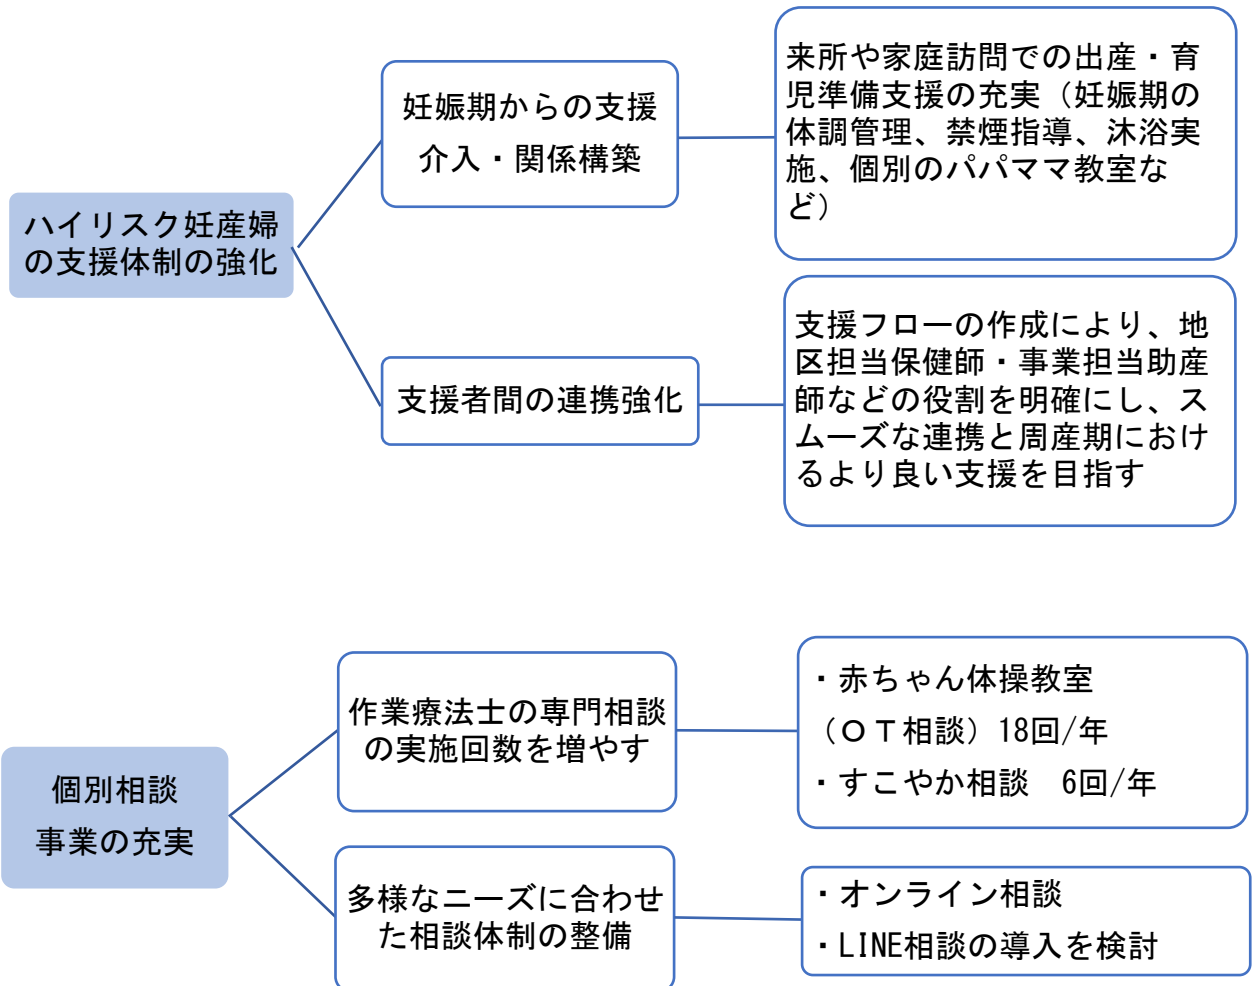 ハイリスク妊産婦
の支援体制の強化
妊娠期からの支援
介入・関係構築
来所や家庭訪問での出産・育
児準備支援の充実（妊娠期の
体調管理、禁煙指導、沐浴実
施、個別のパパママ教室な
ど）
支援者間の連携強化
支援フローの作成により、地
区担当保健師・事業担当助産
師などの役割を明確にし、ス
ムーズな連携と周産期におけ
るより良い支援を目指す
個別相談
事業の充実
作業療法士の専門相談
の実施回数を増やす
・赤ちゃん体操教室
（ＯＴ相談）18回/年
・すこやか相談　6回/年
多様なニーズに合わせ
た相談体制の整備
・オンライン相談
・LINE相談の導入を検討